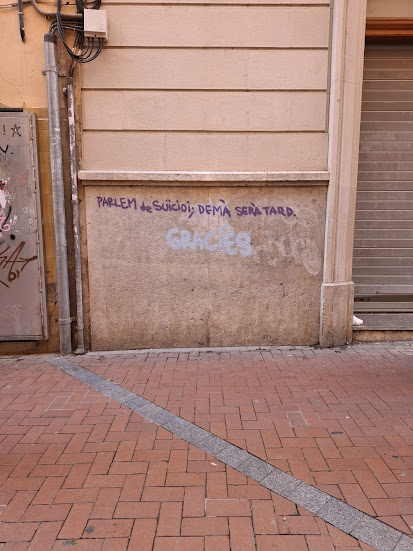 PARLEM de SUÏCIDI, DEMÀ SERÀ TARD.
GRÀCIES